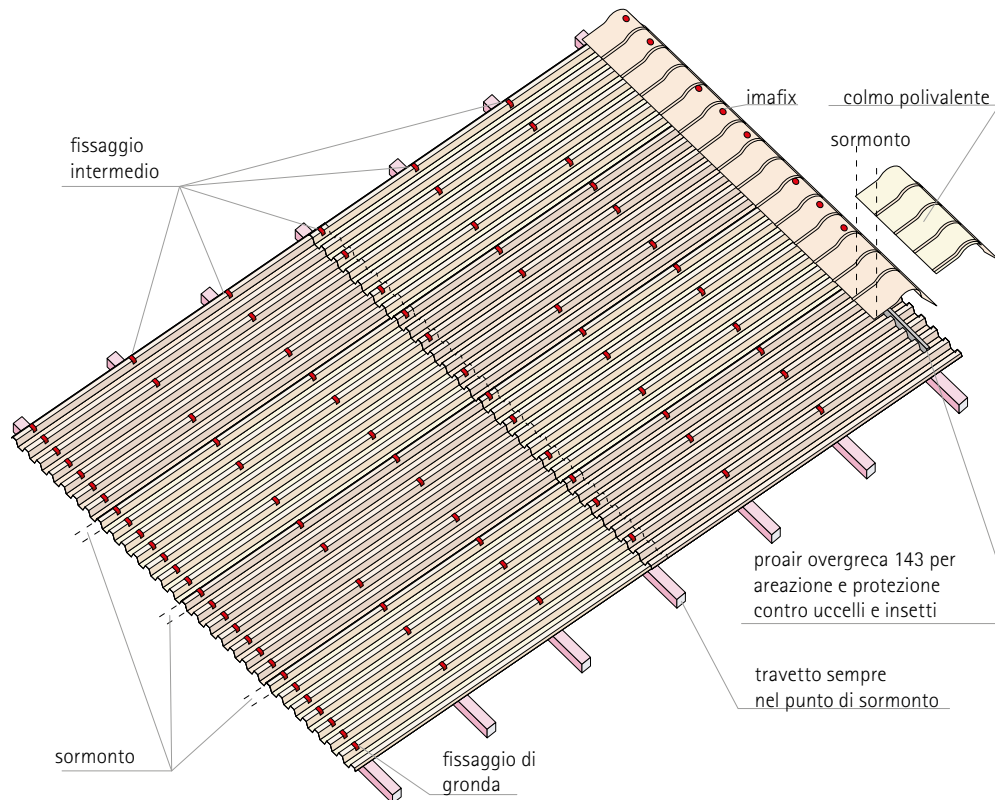 imafix
colmo polivalente
sormonto
fissaggio
intermedio
proair overgreca 143 per
areazione e protezione
contro uccelli e insetti
travetto sempre
nel punto di sormonto
sormonto
fissaggio di
gronda